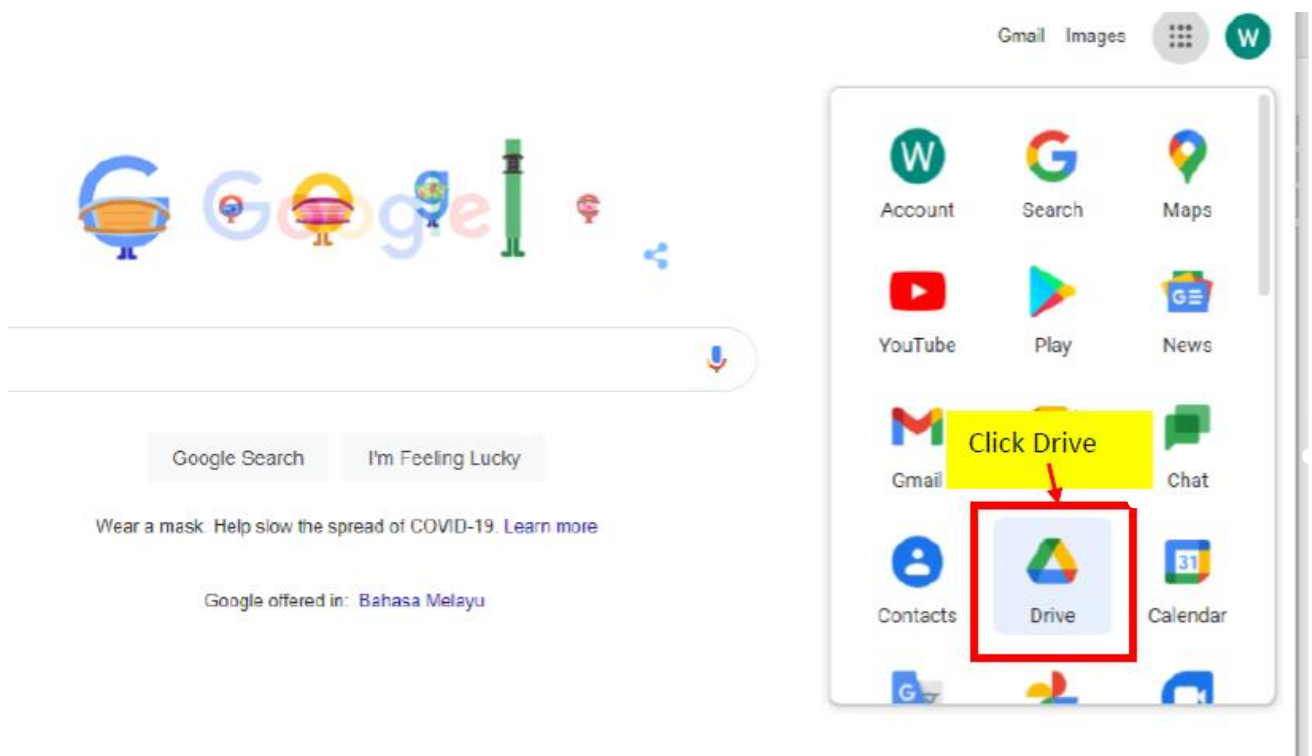 Gmail Images W
Google
W
Account Search Maps
G≡
YouTube Play News
Click Drive
Gmail Chat
Google Search I'm Feeling Lucky
Wear a mask. Help slow the spread of COVID-19. Learn more
31
Contacts Drive Calendar
Google offered in: Bahasa Melayu
G